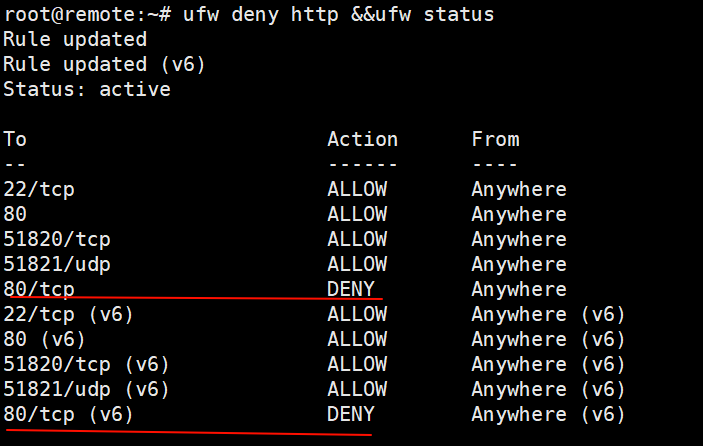 root@remote:~# ufw deny http &&ufw status
Rule updated
Rule updated (v6)
Status: active
To Action From
-- ------ ----
22/tcp ALLOW Anywhere
80 ALLOW Anywhere
51820/tcp ALLOW Anywhere
51821/udp ALLOW Anywhere
80/tcp DENY Anywhere
22/tcp (v6) ALLOW Anywhere (v6)
80 (v6) ALLOW Anywhere (v6)
51820/tcp (v6) ALLOW Anywhere (v6)
51821/udp (v6) ALLOW Anywhere (v6)
80/tcp (v6) DENY Anywhere (v6)